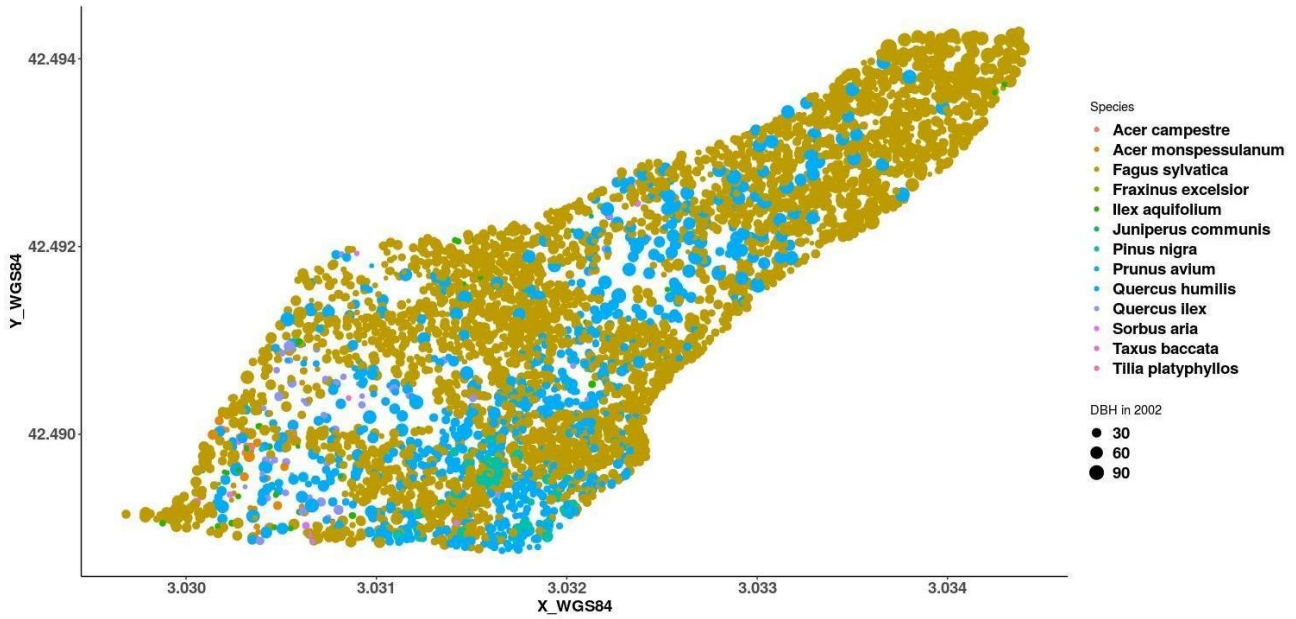 42.494
42.492
42.490
Y_WGS84
3.030 3.031 3.032 3.033 3.034
X_WGS84
Species
Acer campestre
Acer monspessulanum
Fagus sylvatica
Fraxinus excelsior
Ilex aquifolium
Juniperus communis
Pinus nigra
Prunus avium
Quercus humilis
Quercus ilex
Sorbus aria
Taxus baccata
Tilia platyphyllos
DBH in 2002
30
60
90